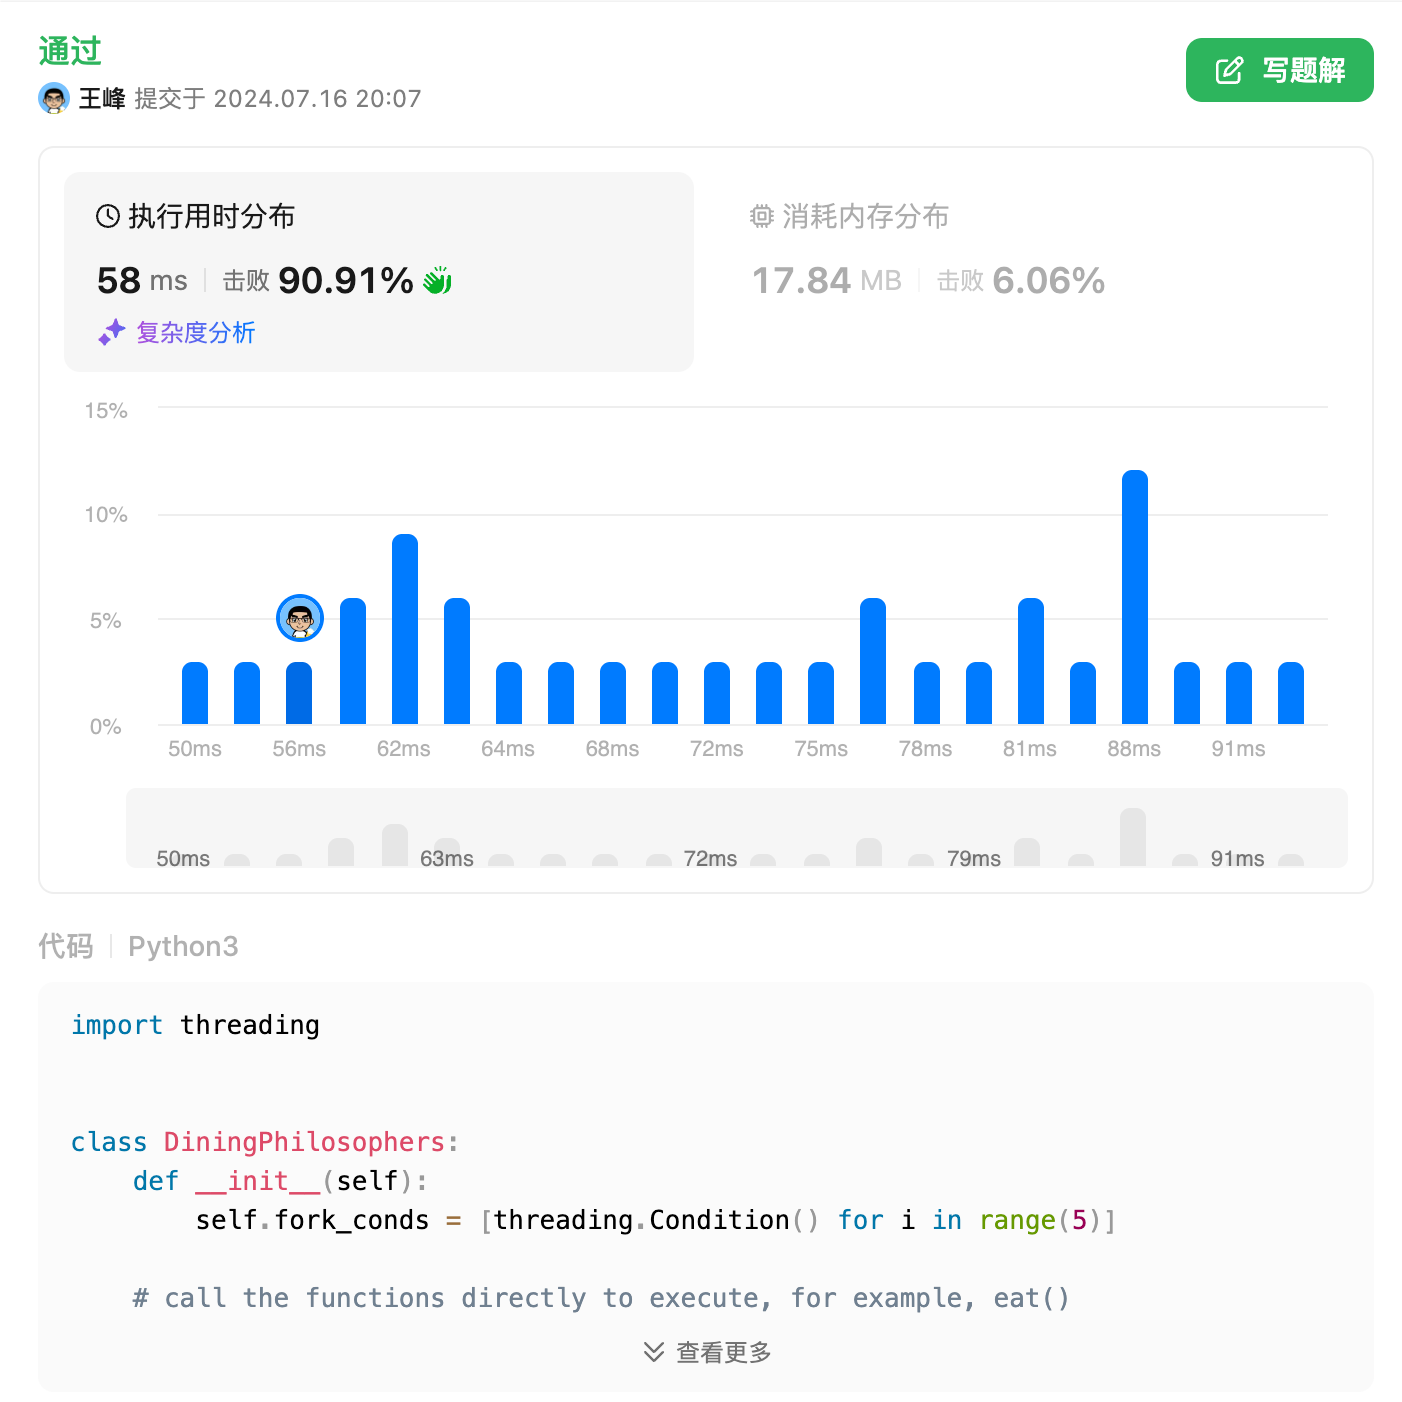 通过
王峰 提交于 2024.07.16 20:07
写题解
执行用时分布
58 ms 击败 90.91%
复杂度分析
消耗内存分布
17.84 MB 击败 6.06%
15%
10%
5%
0%
50ms 56ms 62ms 64ms 68ms 72ms 75ms 78ms 81ms 88ms 91ms
50ms 63ms 72ms 79ms 91ms
代码 Python3
import threading
class DiningPhilosophers:
    def __init__(self):
        self.fork_conds = [threading.Condition() for i in range(5)]
    # call the functions directly to execute, for example, eat()
查看更多